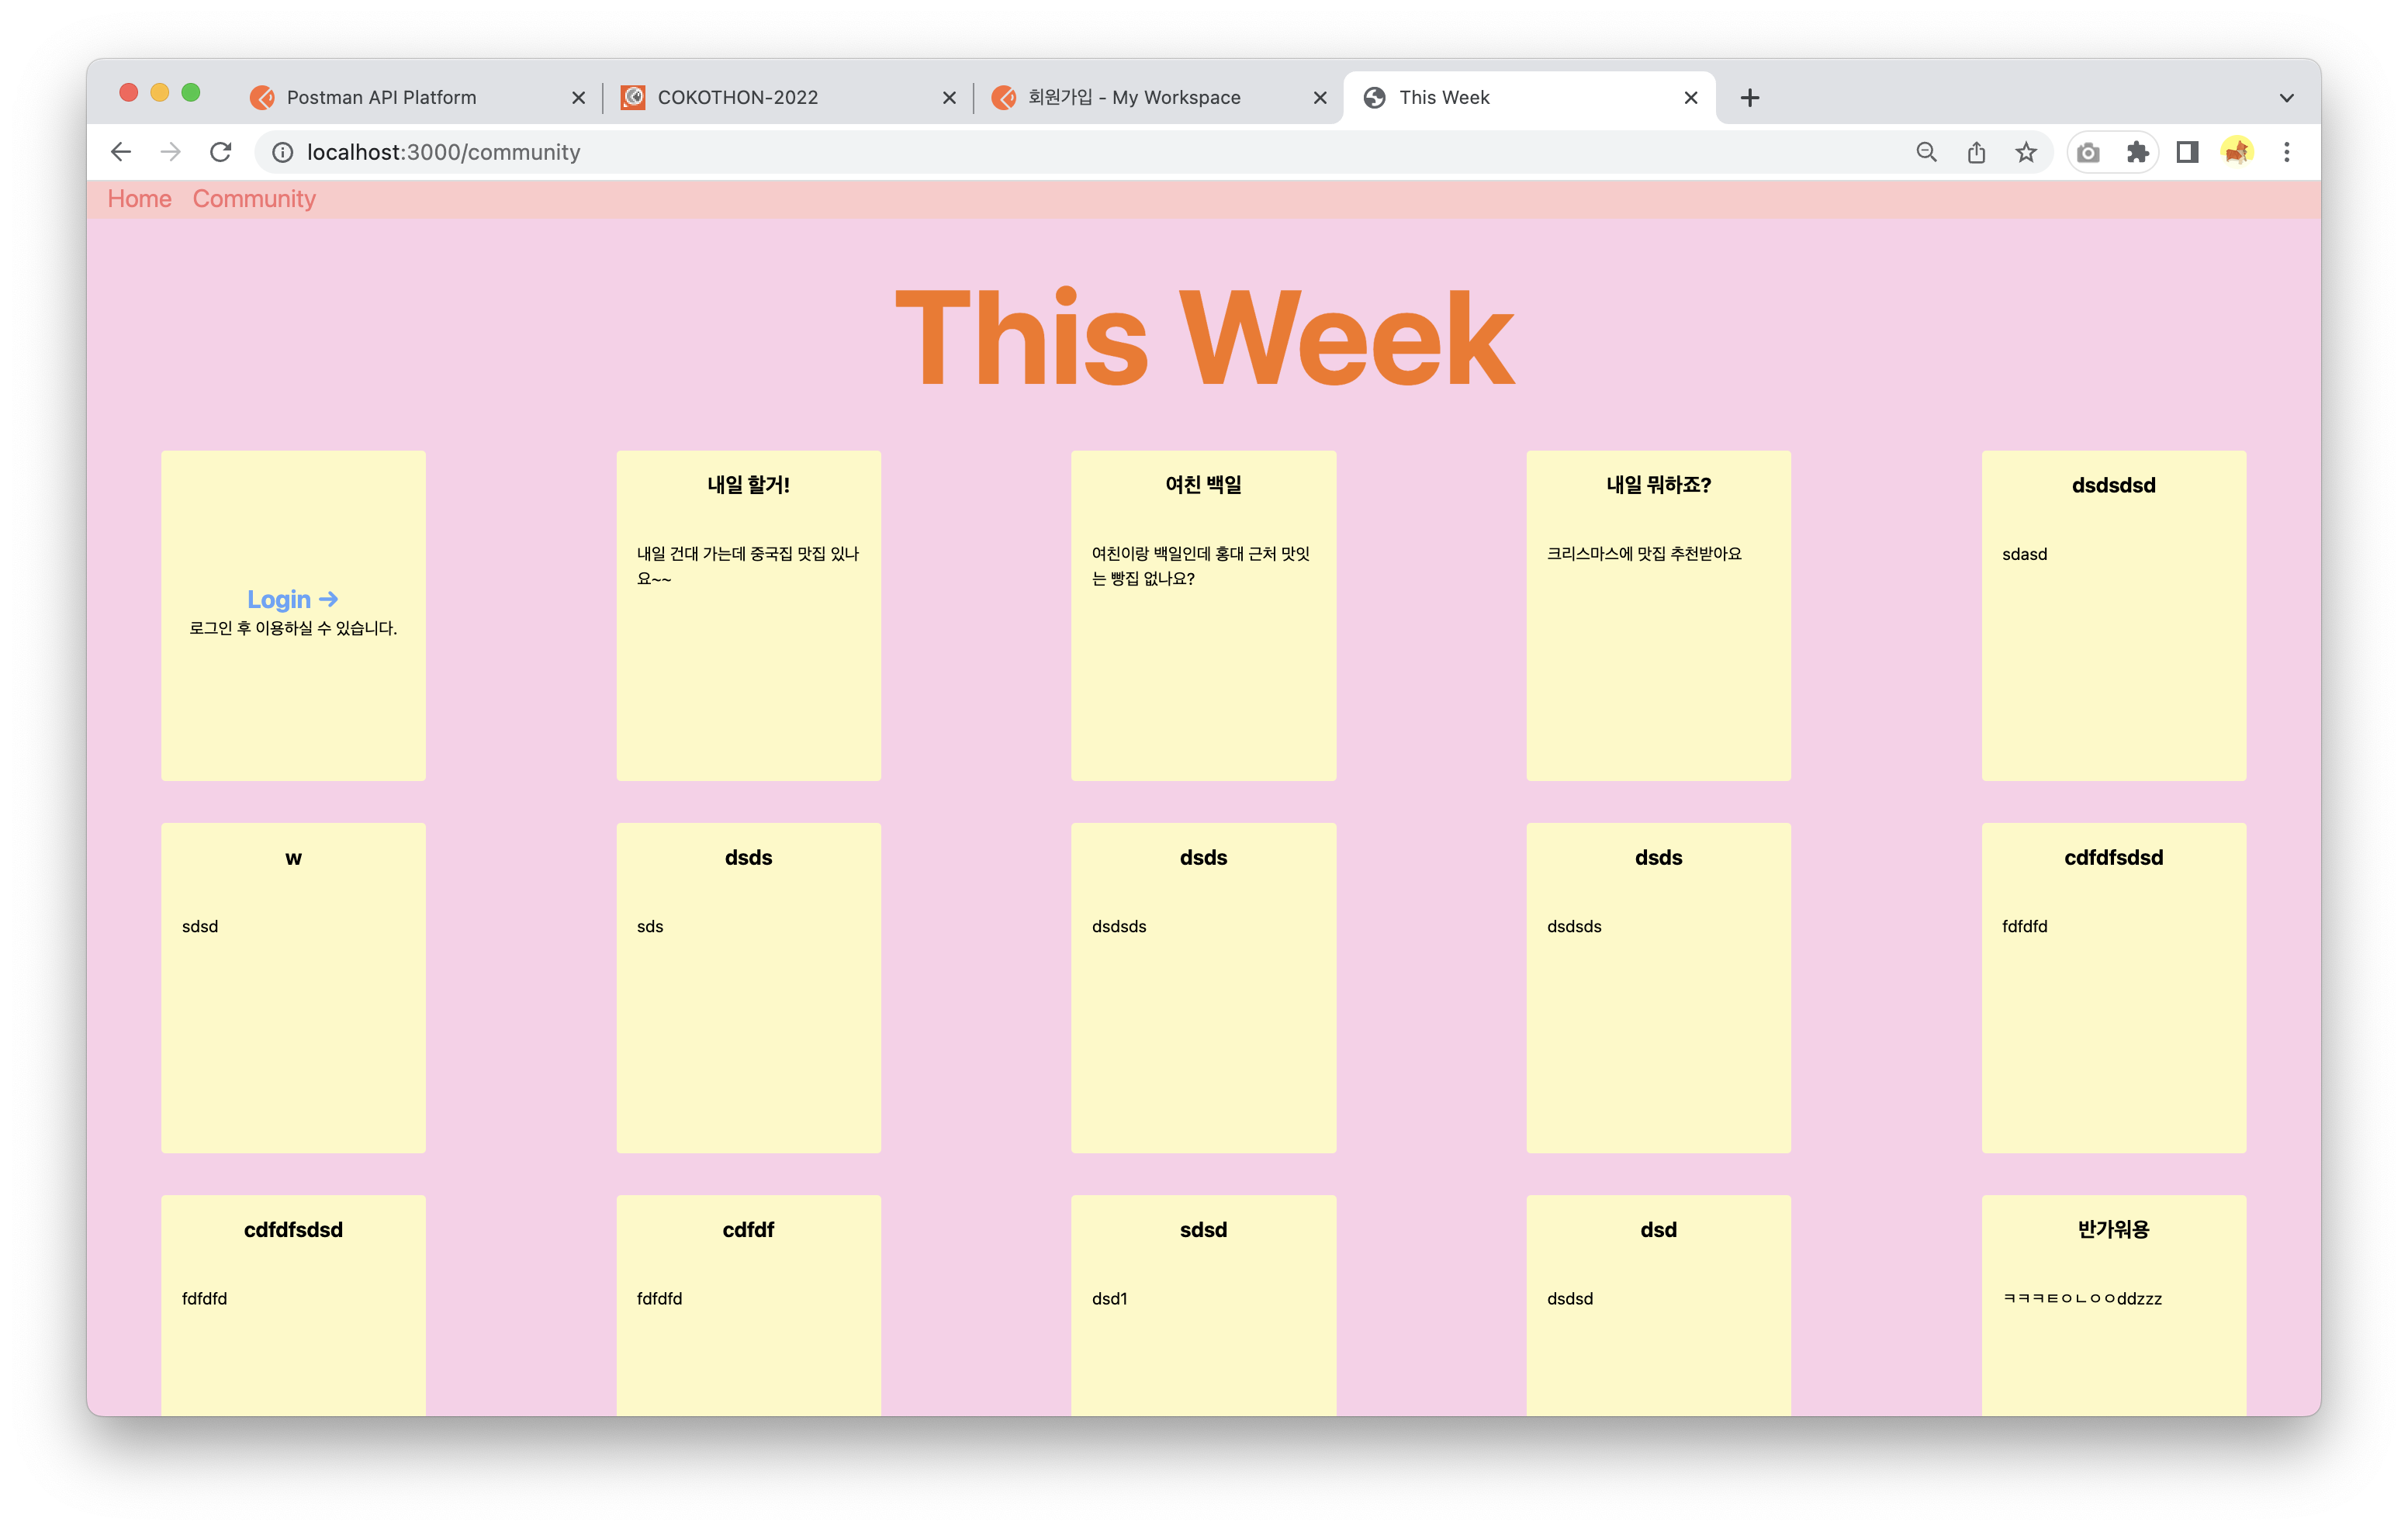 Postman API Platform
COKOTHON-2022
회원가입 - My Workspace
This Week
localhost:3000/community
Home
Community
This Week
Login →
로그인 후 이용하실 수 있습니다.
내일 할거!
내일 건대 가는데 중국집 맛집 있나
요~~
여친 백일
여친이랑 백일인데 홍대 근처 맛잇
는 빵집 없나요?
내일 뭐하죠?
크리스마스에 맛집 추천받아요
dsdsdsd
sdasd
w
sdsd
dsds
sds
dsds
dsdsds
dsds
dsdsds
cdfdfsdsd
fdfdfd
cdfdfsdsd
fdfdfd
cdfdf
fdfdfd
sdsd
dsd1
dsd
dsdsd
반가워용
ㅋㅋㅋㅌㅇㄴㅇㅇddzzz